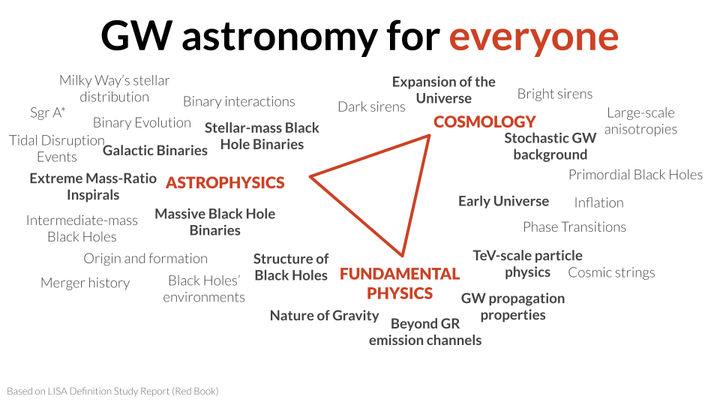 GW astronomy for everyone
Milky Way's stellar
distribution
Sgr A*
Binary interactions
Binary Evolution
Tidal Disruption
Events
Galactic Binaries
Stellar-mass Black
Hole Binaries
Extreme Mass-Ratio
Inspirals
ASTROPHYSICS
Intermediate-mass
Black Holes
Massive Black Hole
Binaries
Origin and formation
Merger history
Black Holes'
environments
Expansion of the
Universe
Dark sirens
Bright sirens
COSMOLOGY
Large-scale
anisotropies
Stochastic GW
background
Primordial Black Holes
Early Universe
Inflation
Phase Transitions
Structure of
Black Holes
FUNDAMENTAL
PHYSICS
TeV-scale particle
physics
Cosmic strings
GW propagation
properties
Nature of Gravity
Beyond GR
emission channels
Based on LISA Definition Study Report (Red Book)